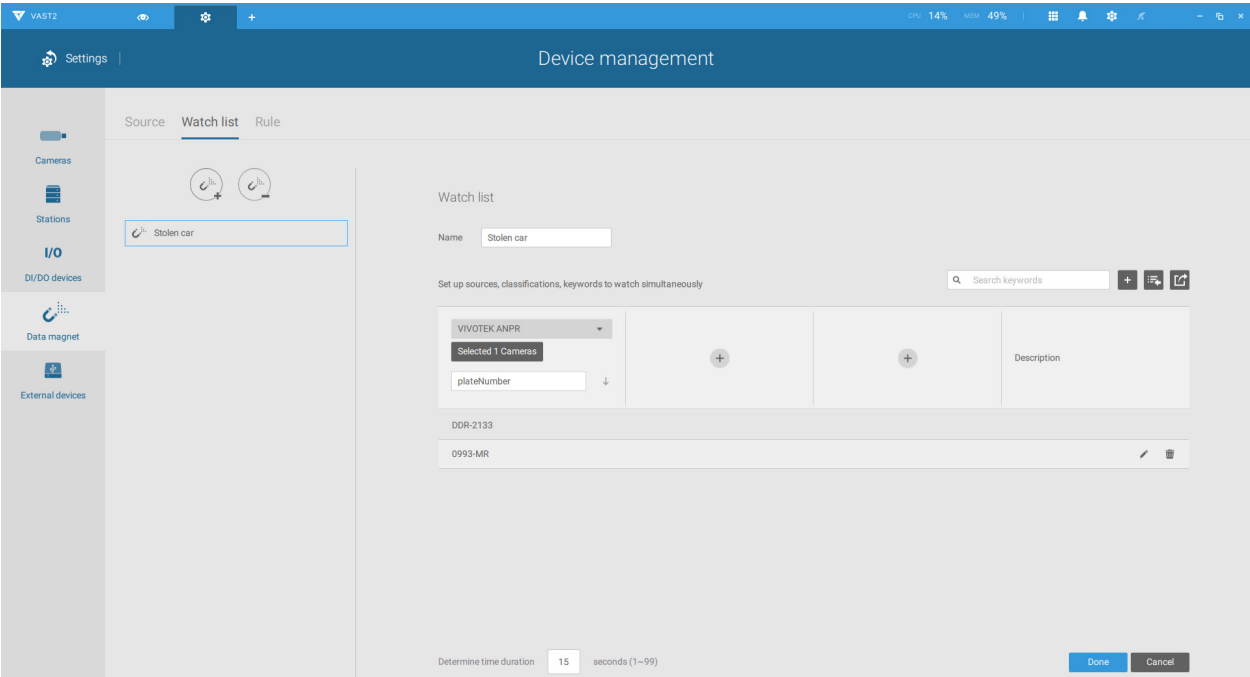 VAST2
CPU 14% MEM 49%
Settings
Device management
Cameras
Stations
I/O
DI/DO devices
Data magnet
External devices
Source Watch list Rule
Stolen car
Watch list
Name Stolen car
Set up sources, classifications, keywords to watch simultaneously
Search keywords
VIVOTEK ANPR
Selected 1 Cameras
plateNumber
Description
DDR-2133
0993-MR
Determine time duration 15 seconds (1~99)
Done Cancel